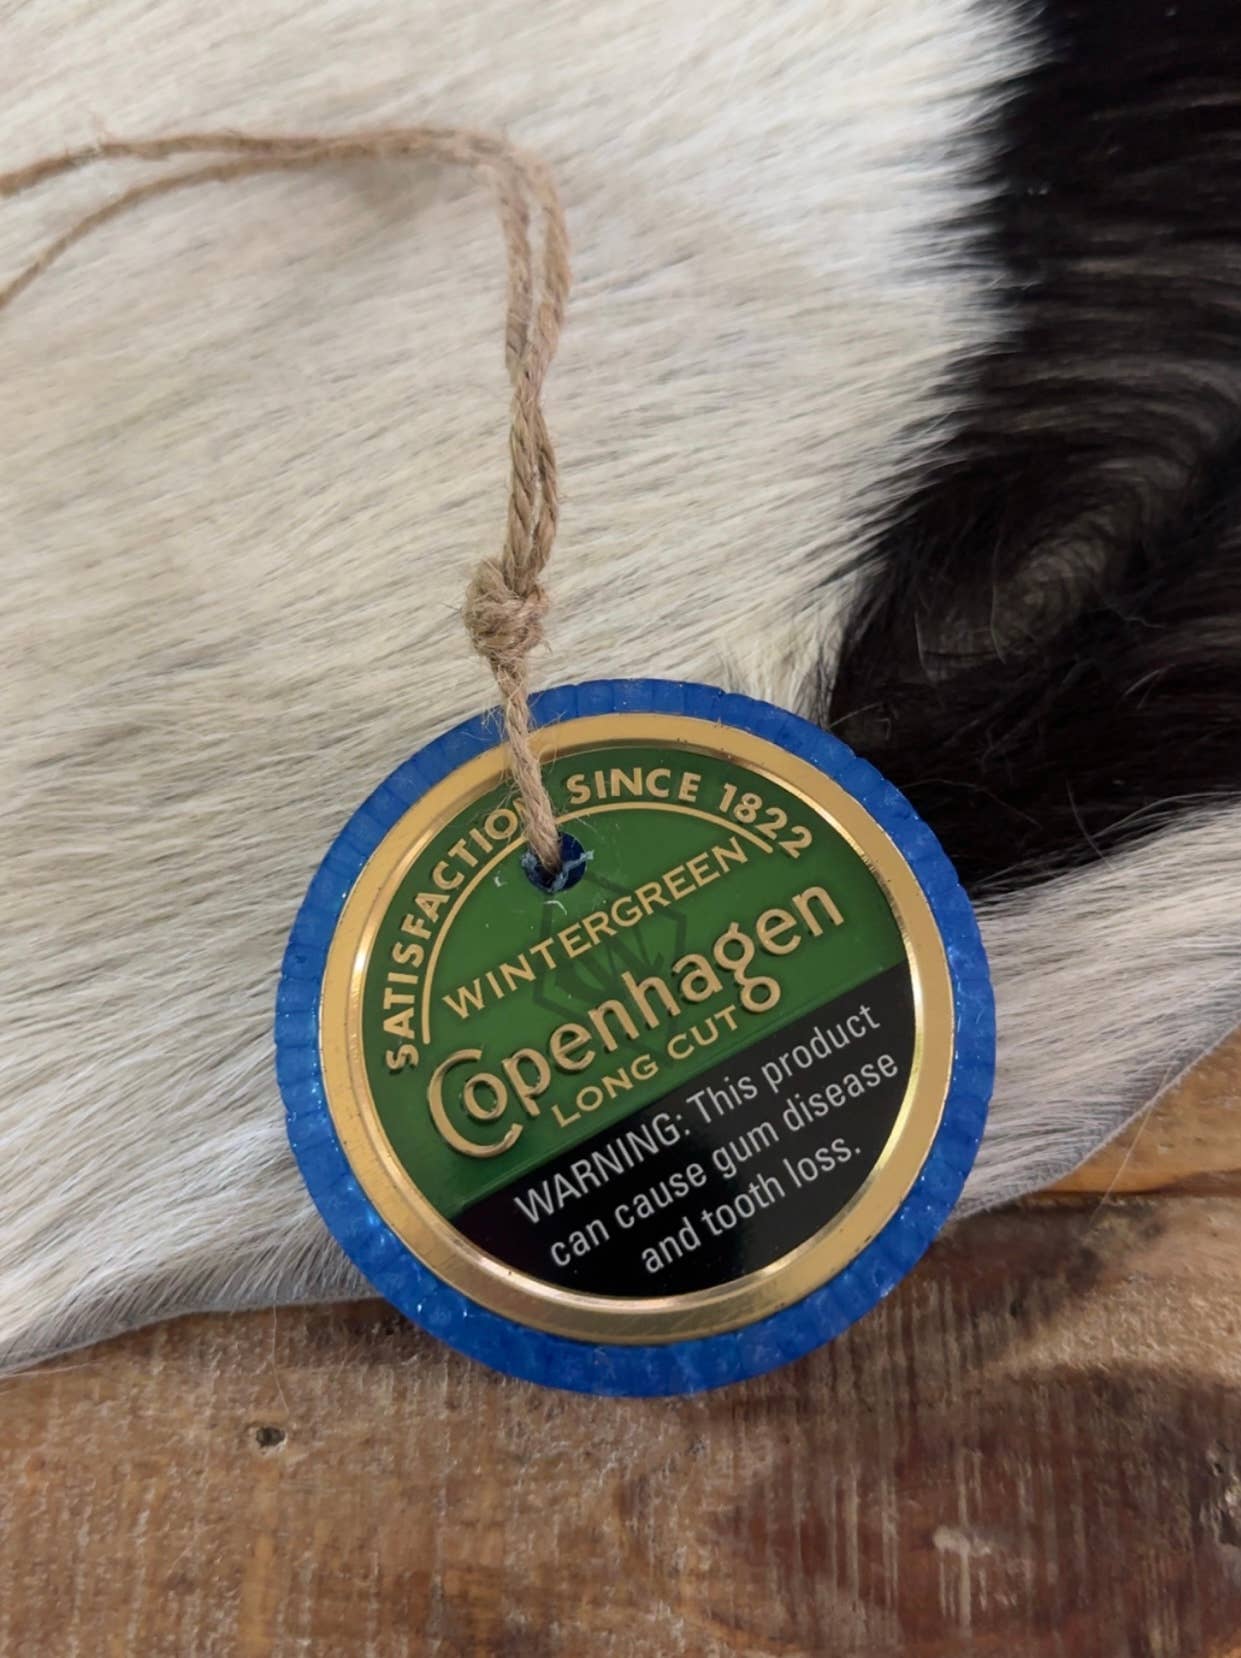 SATISFACTION SINCE 1822
WINTERGREEN
Copenhagen
LONG CUT
WARNING: This product
can cause gum disease
and tooth loss.